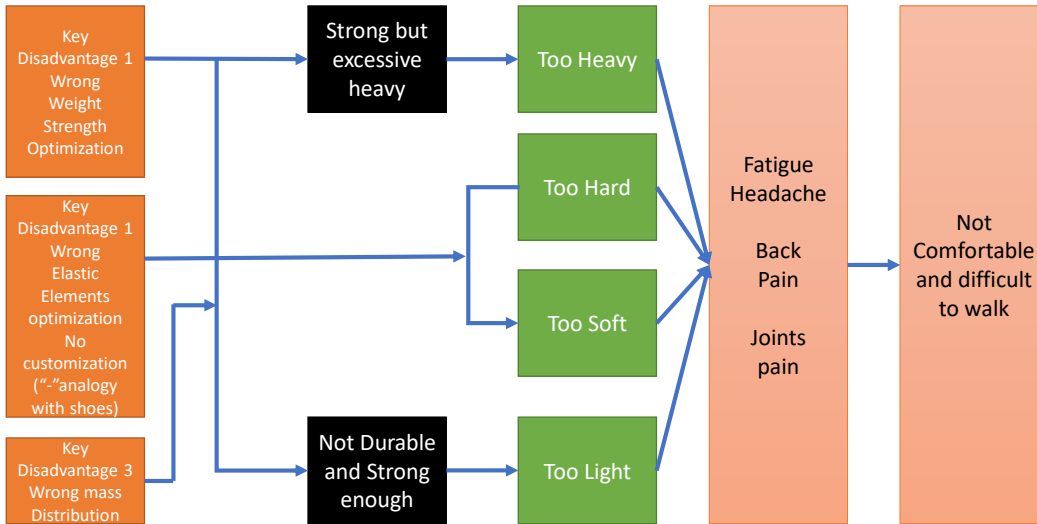 Key
Disadvantage 1
Wrong
Weight
Strength
Optimization
Key
Disadvantage 1
Wrong
Elastic
Elements
optimization
No
customization
(“-”analogy
with shoes)
Key
Disadvantage 3
Wrong mass
Distribution
Strong but
excessive
heavy
Not Durable
and Strong
enough
Too Heavy
Too Hard
Too Soft
Too Light
Fatigue
Headache
Back
Pain
Joints
pain
Not
Comfortable
and difficult
to walk